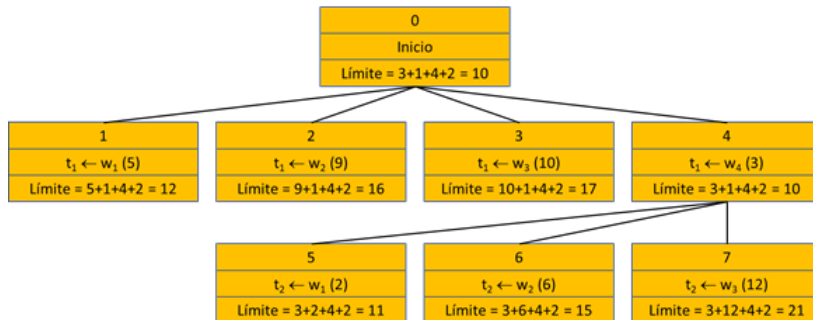 0
Inicio
Límite = 3+1+4+2 = 10
1
t₁ ← w₁ (5)
Límite = 5+1+4+2 = 12
2
t₁ ← w₂ (9)
Límite = 9+1+4+2 = 16
3
t₁ ← w₃ (10)
Límite = 10+1+4+2 = 17
4
t₁ ← w₄ (3)
Límite = 3+1+4+2 = 10
5
t₂ ← w₁ (2)
Límite = 3+2+4+2 = 11
6
t₂ ← w₂ (6)
Límite = 3+6+4+2 = 15
7
t₂ ← w₃ (12)
Límite = 3+12+4+2 = 21